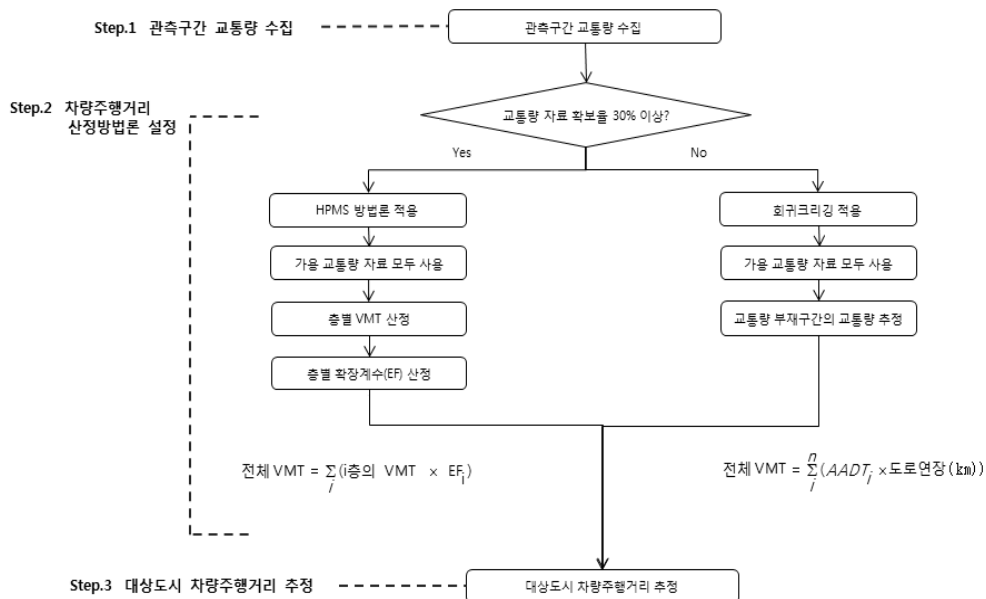 Step.1 관측구간 교통량 수집
관측구간 교통량 수집
Step.2 차량주행거리
산정방법론 설정
교통량 자료 확보율 30% 이상?
Yes
No
HPMS 방법론 적용
회귀크리깅 적용
가용 교통량 자료 모두 사용
가용 교통량 자료 모두 사용
층별 VMT 산정
교통량 부재구간의 교통량 추정
층별 확장계수(EF) 산정
전체 VMT = ∑i(i층의 VMT × EFi)
전체 VMT = ∑i^n(AADTi×도로연장(km))
Step.3 대상도시 차량주행거리 추정
대상도시 차량주행거리 추정